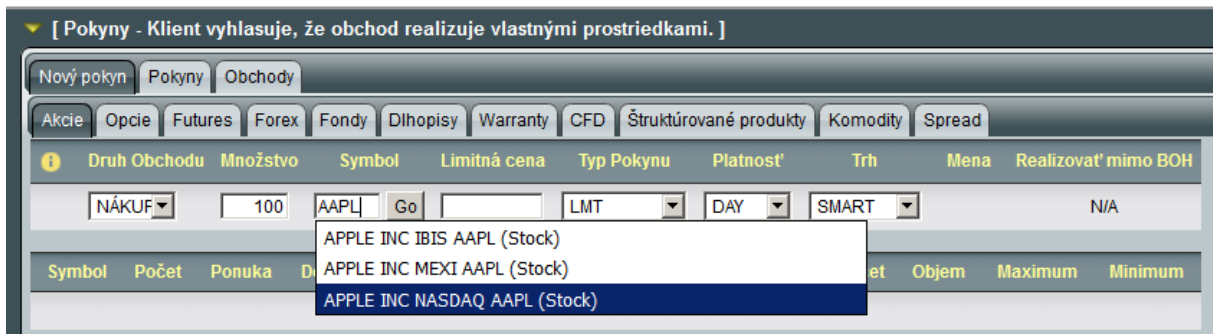 [ Pokyny - Klient vyhlasuje, že obchod realizuje vlastnými prostriedkami. ]
Nový pokyn Pokyny Obchody
Akcie Opcie Futures Forex Fondy Dlhopisy Warranty CFD Štruktúrované produkty Komodity Spread
Druh Obchodu Množstvo Symbol Limitná cena Typ Pokynu Platnosť Trh Mena Realizovať mimo BOH
NÁKUP 100 AAPL Go LMT DAY SMART N/A
APPLE INC IBIS AAPL (Stock)
APPLE INC MEXI AAPL (Stock)
APPLE INC NASDAQ AAPL (Stock)
Symbol Počet Ponuka Objem Maximum Minimum